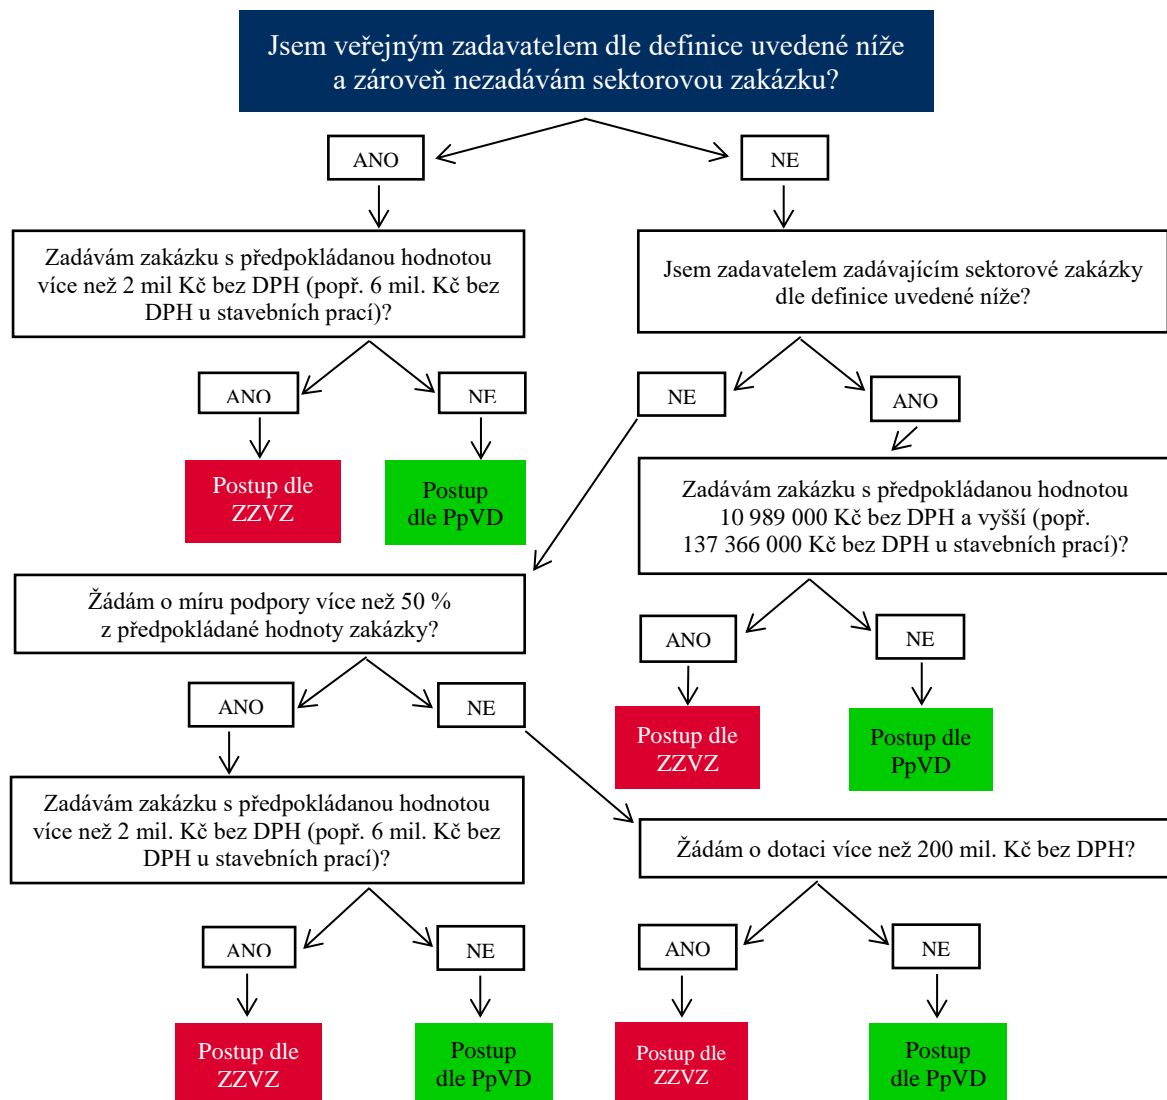 Jsem veřejným zadavatelem dle definice uvedené níže
a zároveň nezadávám sektorovou zakázku?
ANO
NE
Zadávám zakázku s předpokládanou hodnotou
více než 2 mil Kč bez DPH (popř. 6 mil. Kč bez
DPH u stavebních prací)?
Jsem zadavatelem zadávajícím sektorové zakázky
dle definice uvedené níže?
ANO
NE
NE
ANO
Postup dle
ZZVZ
Postup
dle PpVD
Zadávám zakázku s předpokládanou hodnotou
10 989 000 Kč bez DPH a vyšší (popř.
137 366 000 Kč bez DPH u stavebních prací)?
Žádám o míru podpory více než 50 %
z předpokládané hodnoty zakázky?
ANO
NE
ANO
NE
Postup dle
ZZVZ
Postup dle
PpVD
Zadávám zakázku s předpokládanou hodnotou
více než 2 mil. Kč bez DPH (popř. 6 mil. Kč bez
DPH u stavebních prací)?
Žádám o dotaci více než 200 mil. Kč bez DPH?
ANO
NE
ANO
NE
Postup dle
ZZVZ
Postup
dle PpVD
Postup dle
ZZVZ
Postup
dle PpVD